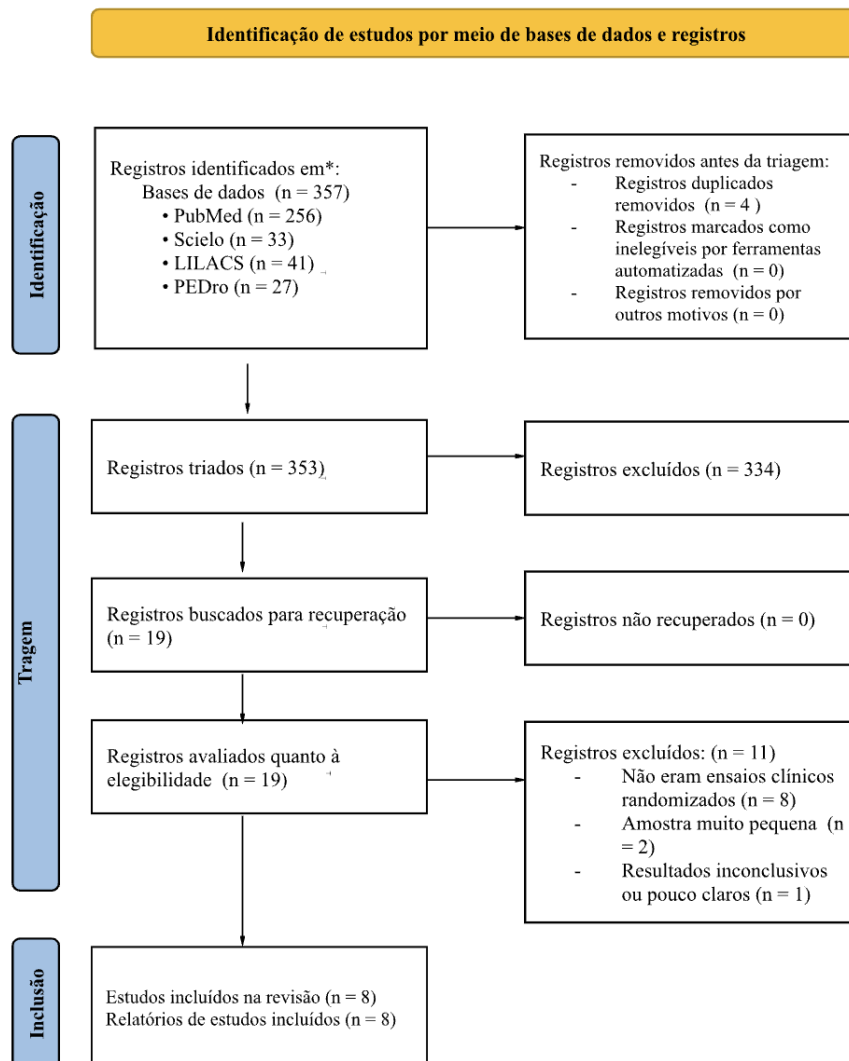 Identificação de estudos por meio de bases de dados e registros
Identificação
Registros identificados em*:
Bases de dados (n = 357)
• PubMed (n = 256)
• Scielo (n = 33)
• LILACS (n = 41)
• PEDro (n = 27)
Registros removidos antes da triagem:
- Registros duplicados
removidos (n = 4 )
- Registros marcados como
inelegíveis por ferramentas
automatizadas (n = 0)
- Registros removidos por
outros motivos (n = 0)
Tragem
Registros triados (n = 353)
Registros excluídos (n = 334)
Registros buscados para recuperação
(n = 19)
Registros não recuperados (n = 0)
Registros avaliados quanto à
elegibilidade (n = 19)
Registros excluídos: (n = 11)
- Não eram ensaios clínicos
randomizados (n = 8)
- Amostra muito pequena (n
= 2)
- Resultados inconclusivos
ou pouco claros (n = 1)
Inclusão
Estudos incluídos na revisão (n = 8)
Relatórios de estudos incluídos (n = 8)